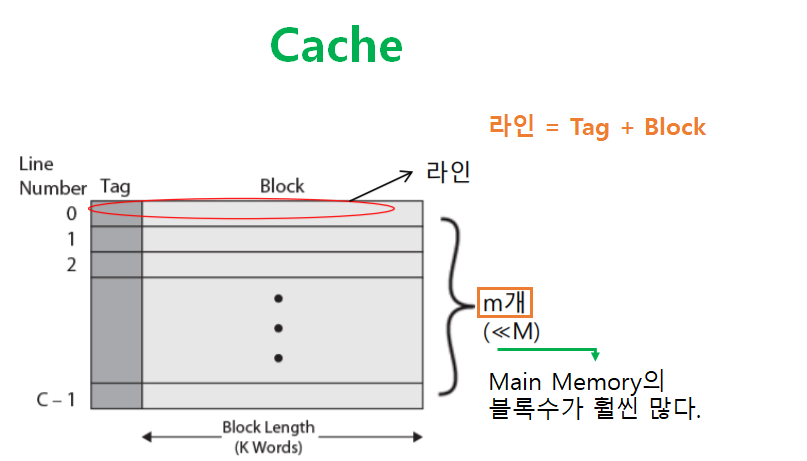 Cache
라인 = Tag + Block
Line
Number Tag Block
라인
0
1
2
m개
(≪M)
Main Memory의
블록수가 훨씬 많다.
C – 1
Block Length
(K Words)